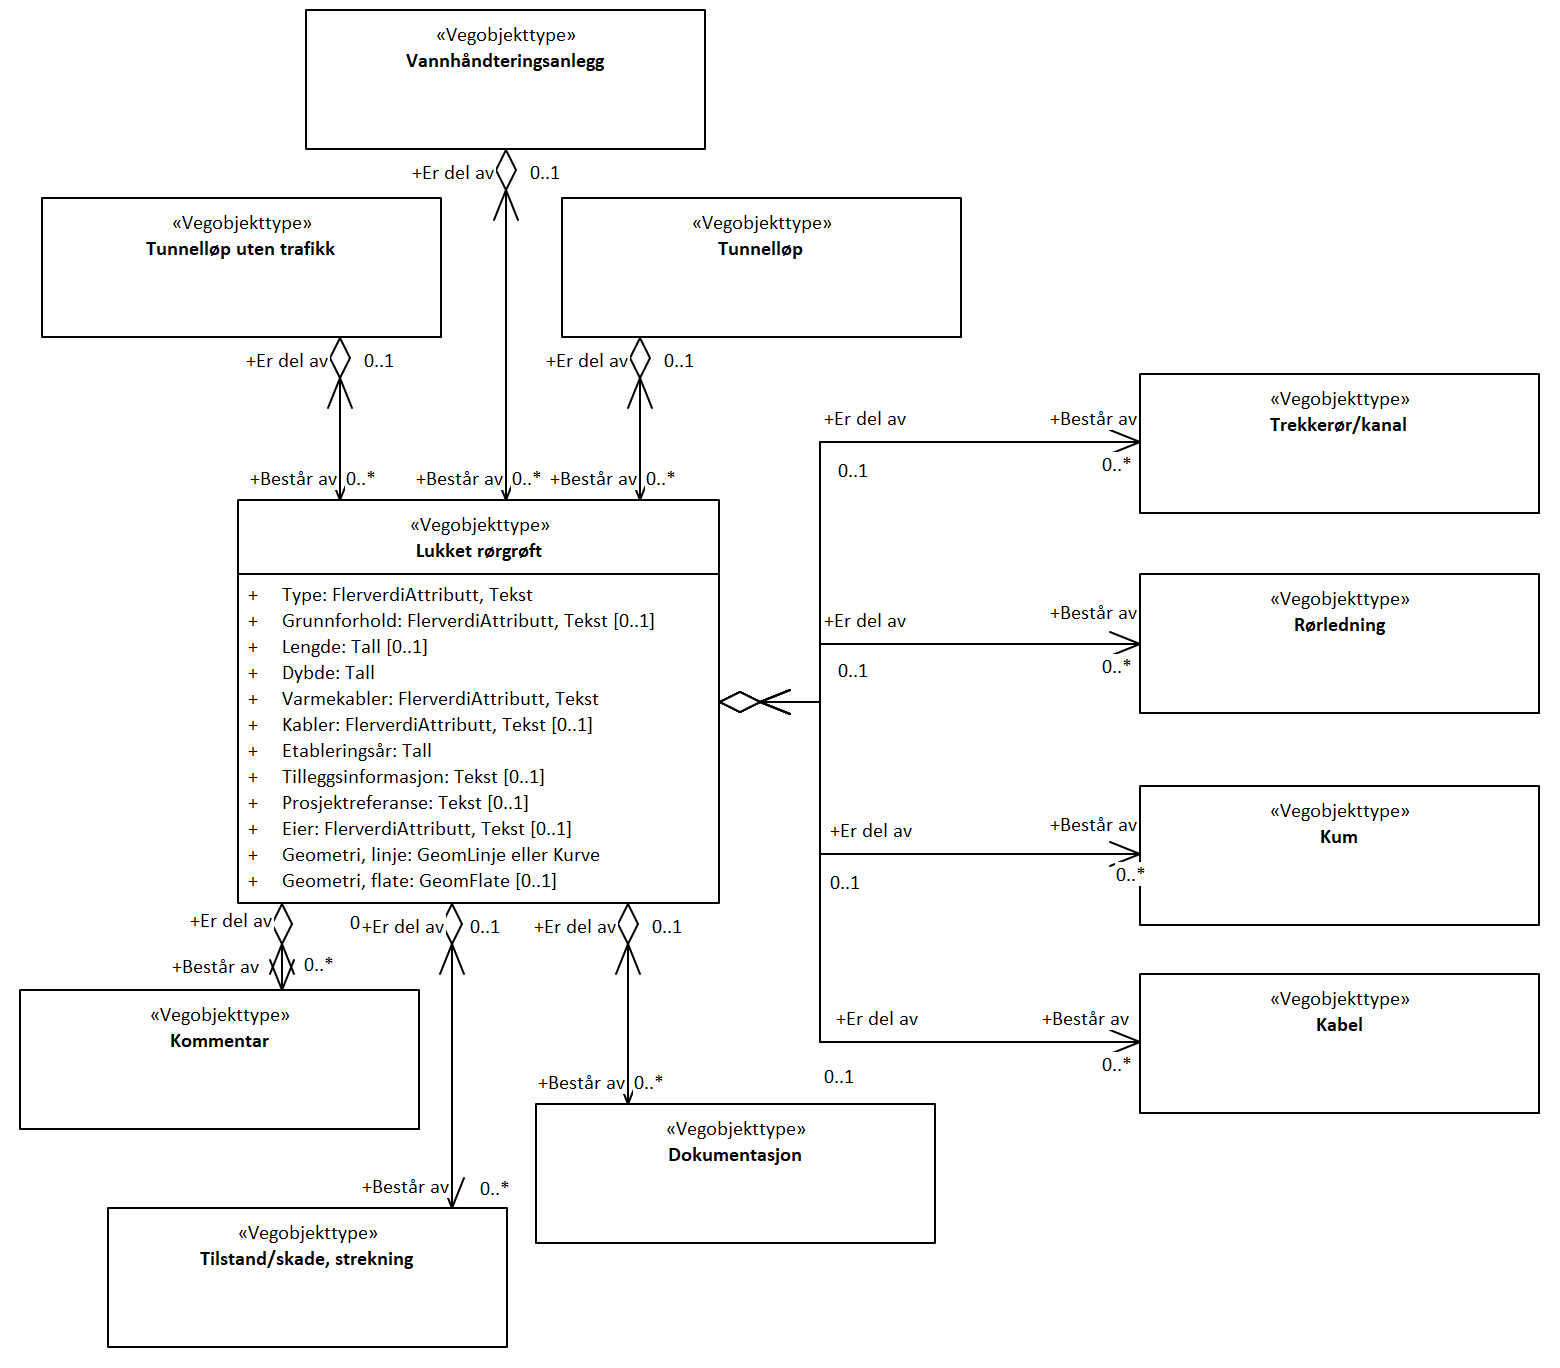 «Vegobjekttype»
Vannhåndteringsanlegg
+Er del av 0..1
«Vegobjekttype»
Tunnelløp uten trafikk
«Vegobjekttype»
Tunnelløp
+Er del av 0..1
+Er del av 0..1
+Består av 0..*
+Består av 0..*
+Består av 0..*
«Vegobjekttype»
Lukket rørgrøft
+ Type: FlerverdiAttributt, Tekst
+ Grunnforhold: FlerverdiAttributt, Tekst [0..1]
+ Lengde: Tall [0..1]
+ Dybde: Tall
+ Varmekabler: FlerverdiAttributt, Tekst
+ Kabler: FlerverdiAttributt, Tekst [0..1]
+ Etableringsår: Tall
+ Tilleggsinformasjon: Tekst [0..1]
+ Prosjektreferanse: Tekst [0..1]
+ Eier: FlerverdiAttributt, Tekst [0..1]
+ Geometri, linje: GeomLinje eller Kurve
+ Geometri, flate: GeomFlate [0..1]
+Er del av +Består av
0..1 0..*
«Vegobjekttype»
Trekkerør/kanal
+Er del av +Består av
0..1 0..*
«Vegobjekttype»
Rørledning
+Er del av +Består av
0..1 0..*
«Vegobjekttype»
Kum
+Er del av +Består av
0..1 0..*
«Vegobjekttype»
Kabel
+Er del av 0
+Består av 0..*
«Vegobjekttype»
Kommentar
+Er del av 0..1
+Består av 0..*
«Vegobjekttype»
Tilstand/skade, strekning
+Er del av 0..1
+Består av 0..*
«Vegobjekttype»
Dokumentasjon